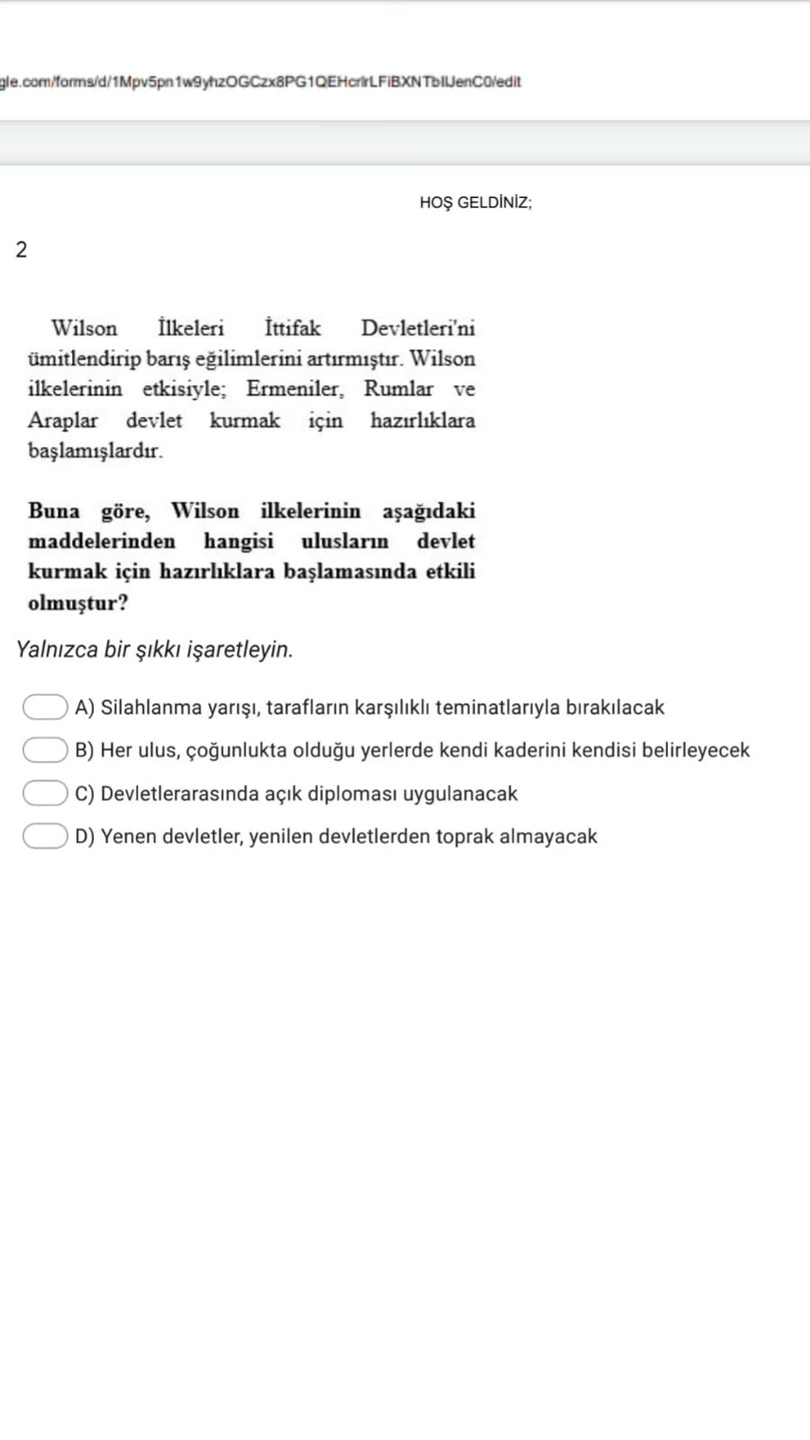 gle.com/forms/d/1Mpv5pn1w9yhzOGCzx8PG1QEHcrlrLFiBXNTbIUenC0/edit
HOŞ GELDİNİZ;
2
Wilson İlkeleri İttifak Devletleri'ni
ümitlendirip barış eğilimlerini artırmıştır. Wilson
ilkelerinin etkisiyle; Ermeniler, Rumlar ve
Araplar devlet kurmak için hazırlıklara
başlamışlardır.
Buna göre, Wilson ilkelerinin aşağıdaki
maddelerinden hangisi ulusların devlet
kurmak için hazırlıklara başlamasında etkili
olmuştur?
Yalnızca bir şıkkı işaretleyin.
A) Silahlanma yarışı, tarafların karşılıklı teminatlarıyla bırakılacak
B) Her ulus, çoğunlukta olduğu yerlerde kendi kaderini kendisi belirleyecek
C) Devletlerarasında açık diploması uygulanacak
D) Yenen devletler, yenilen devletlerden toprak almayacak